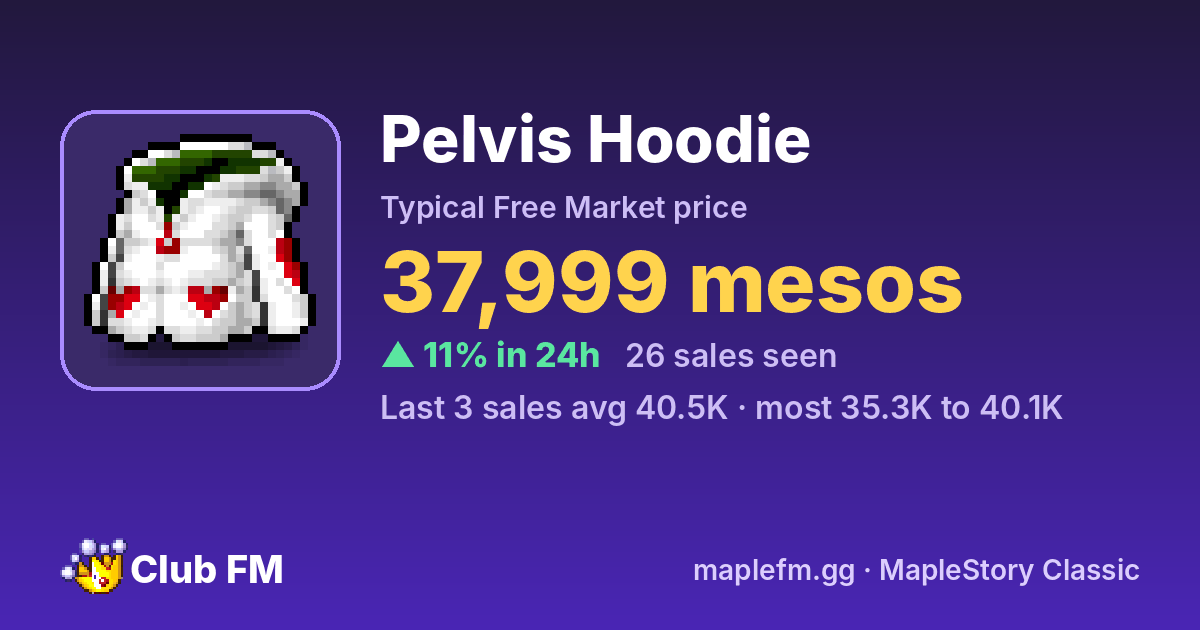 Pelvis Hoodie
Typical Free Market price
37,999 mesos
▲ 11% in 24h 26 sales seen
Last 3 sales avg 40.5K · most 35.3K to 40.1K
Club FM
maplefm.gg · MapleStory Classic